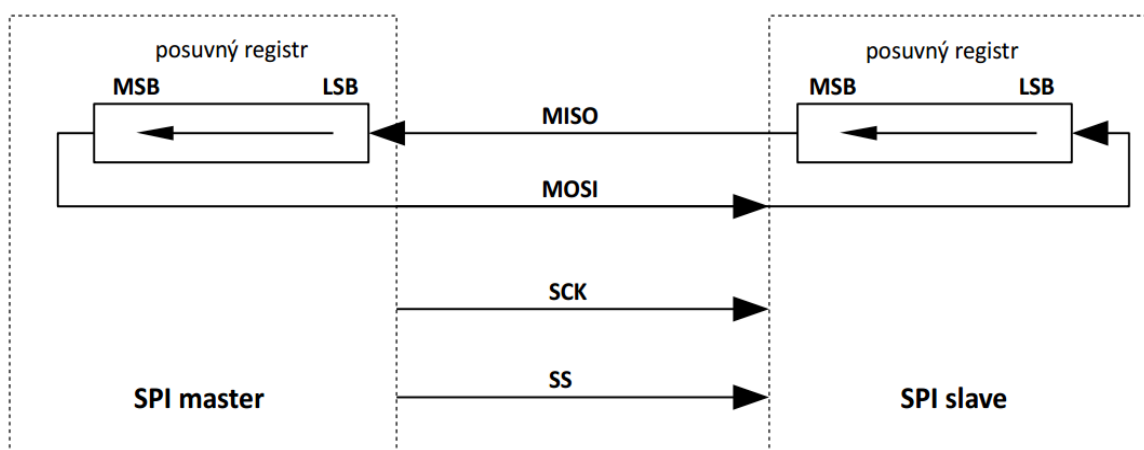 posuvný registr
MSB LSB
MISO
MOSI
SCK
SS
SPI master
posuvný registr
MSB LSB
SPI slave